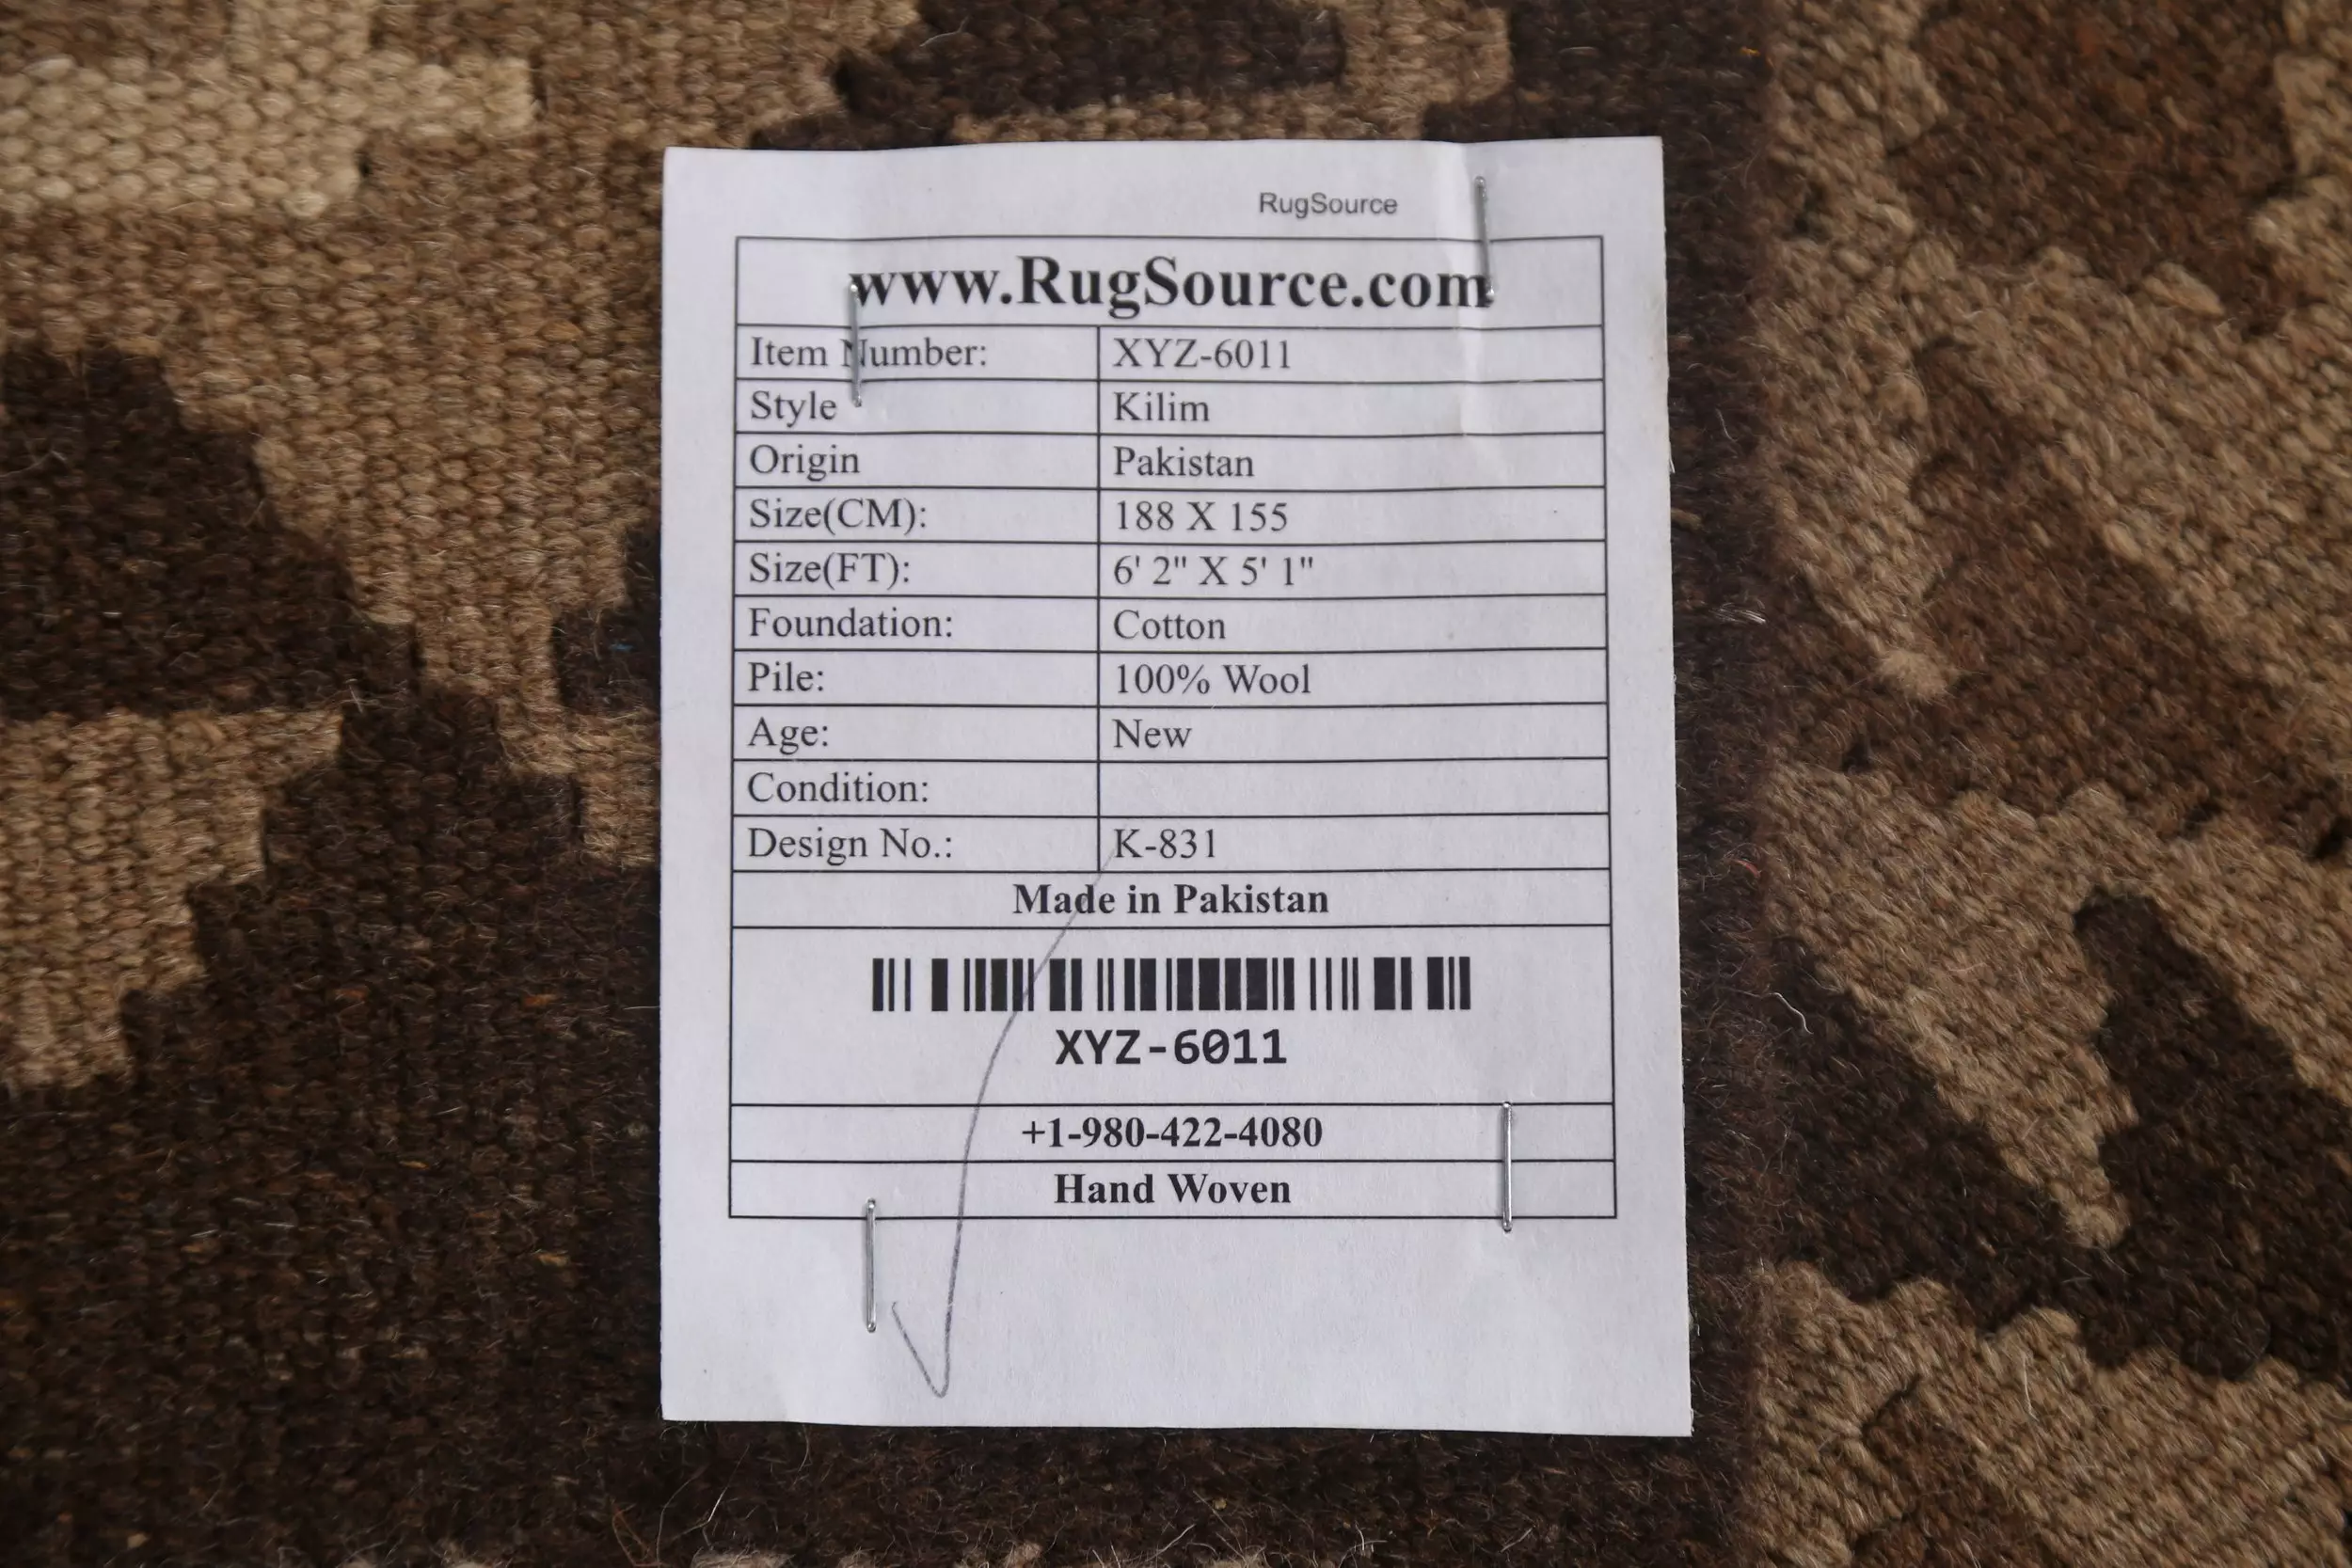 RugSource
www.RugSource.com
Item Number: XYZ-6011
Style Kilim
Origin Pakistan
Size(CM): 188 X 155
Size(FT): 6' 2" X 5' 1"
Foundation: Cotton
Pile: 100% Wool
Age: New
Condition:
Design No.: K-831
Made in Pakistan
XYZ-6011
+1-980-422-4080
Hand Woven